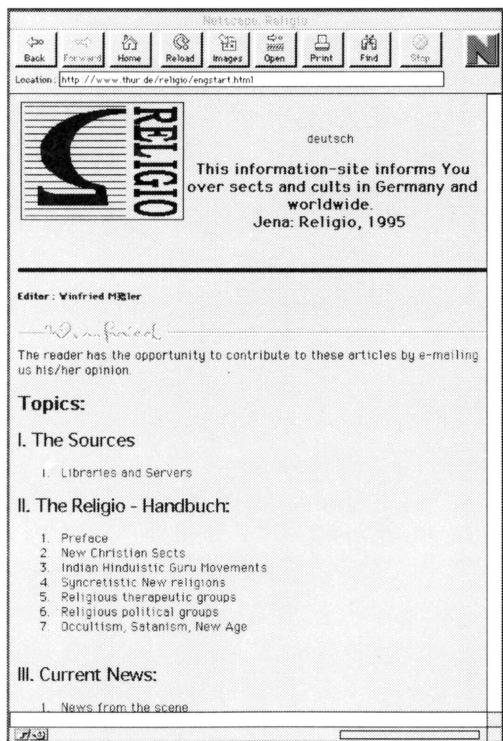 Netscape: Religio
Back Forward Home Reload Images Open Print Find Stop
N
Location: http://www.thur.de/religio/engstart.html
RELIGIO
deutsch
This information-site informs You
over sects and cults in Germany and
worldwide.
Jena: Religio, 1995
Editor: Winfried
Winfried
The reader has the opportunity to contribute to these articles by e-mailing
us his/her opinion.
Topics:
I. The Sources
1. Libraries and Servers
II. The Religio - Handbuch:
1. Preface
2. New Christian Sects
3. Indian Hinduistic Guru Movements
4. Syncretistic New religions
5. Religious therapeutic groups
6. Religious political groups
7. Occultism, Satanism, New Age
III. Current News:
1. News from the scene